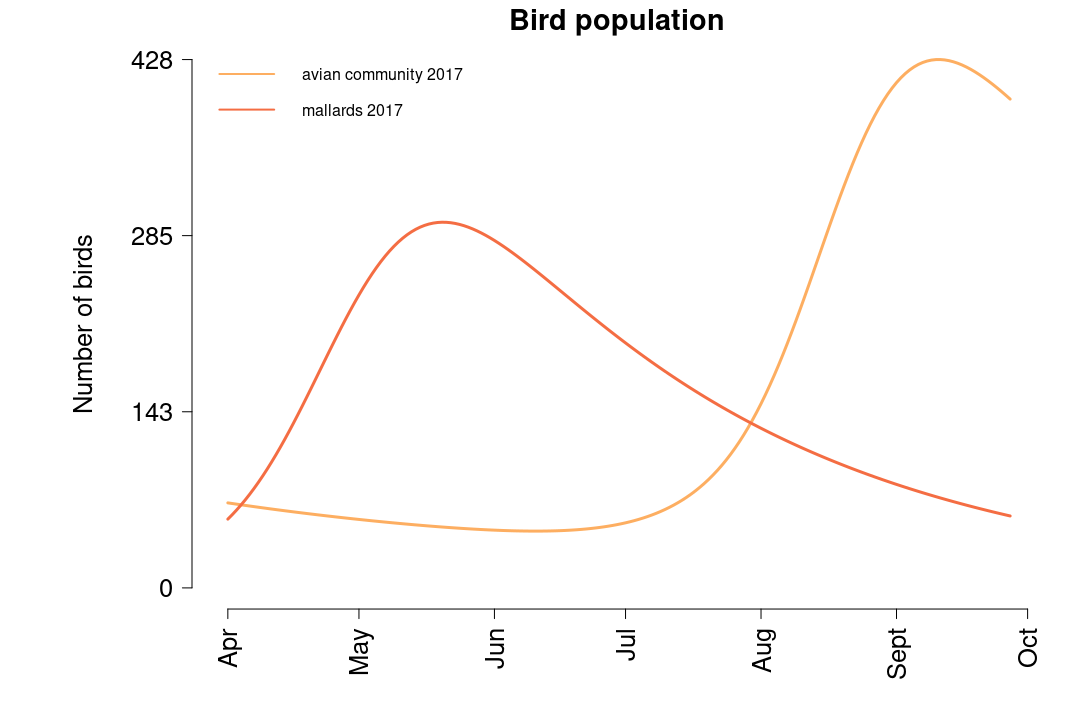 Bird population
avian community 2017
mallards 2017
Number of birds
428
285
143
0
Apr
May
Jun
Jul
Aug
Sept
Oct